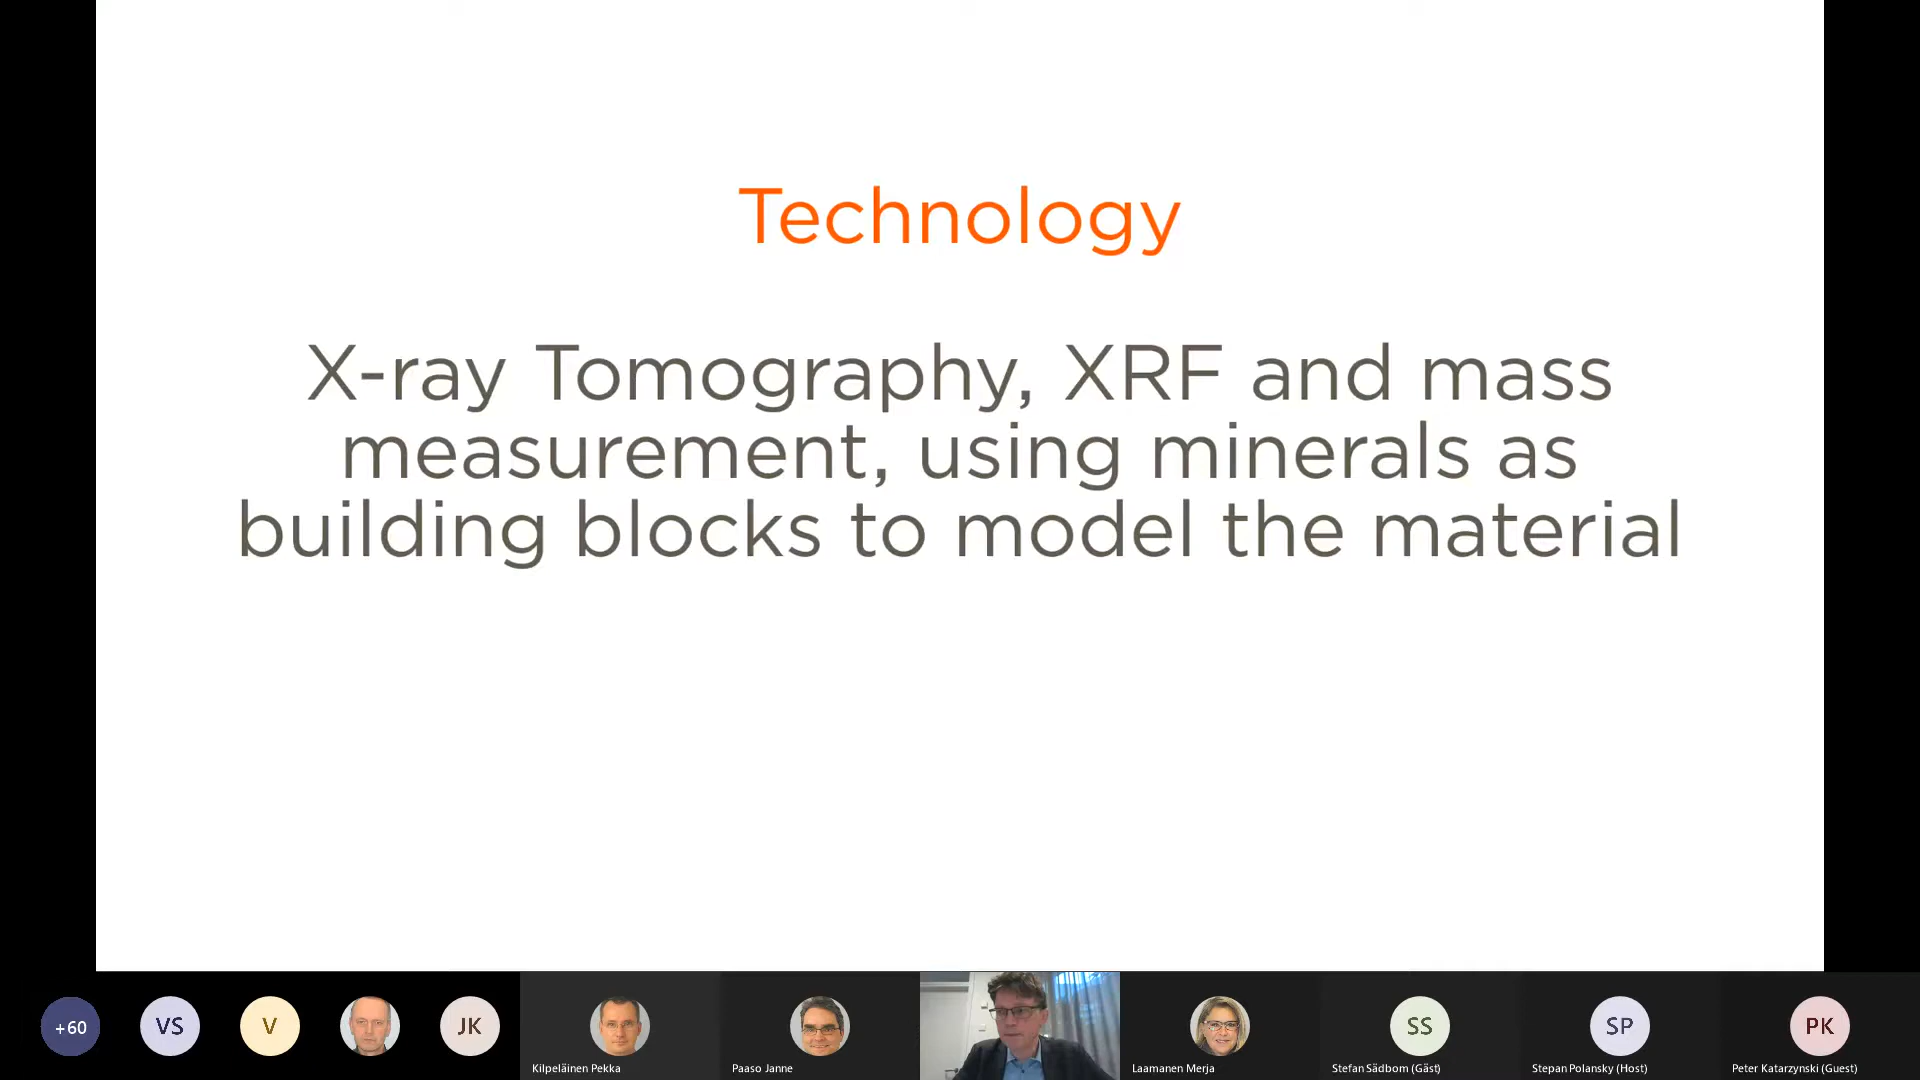 Technology
X-ray Tomography, XRF and mass
measurement, using minerals as
building blocks to model the material
+60
VS
V
JK
Kilpeläinen Pekka
Paaso Janne
Laamanen Merja
SS
Stefan Sädbom (Gäst)
SP
Stepan Polansky (Host)
PK
Peter Katarzynski (Guest)